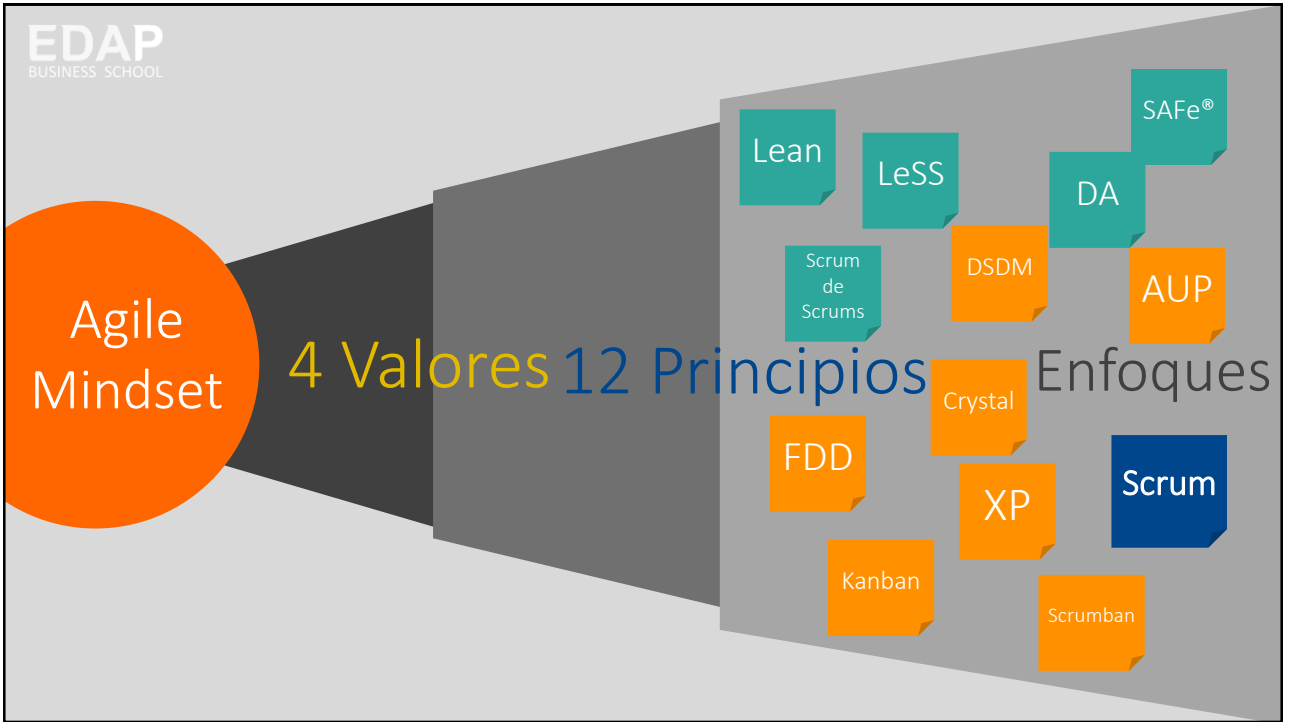 EDAP
BUSINESS SCHOOL
Agile
Mindset
4 Valores
12 Principios
Enfoques
Lean
LeSS
SAFe®
DA
Scrum
de
Scrums
DSDM
AUP
Crystal
FDD
XP
Scrum
Kanban
Scrumban